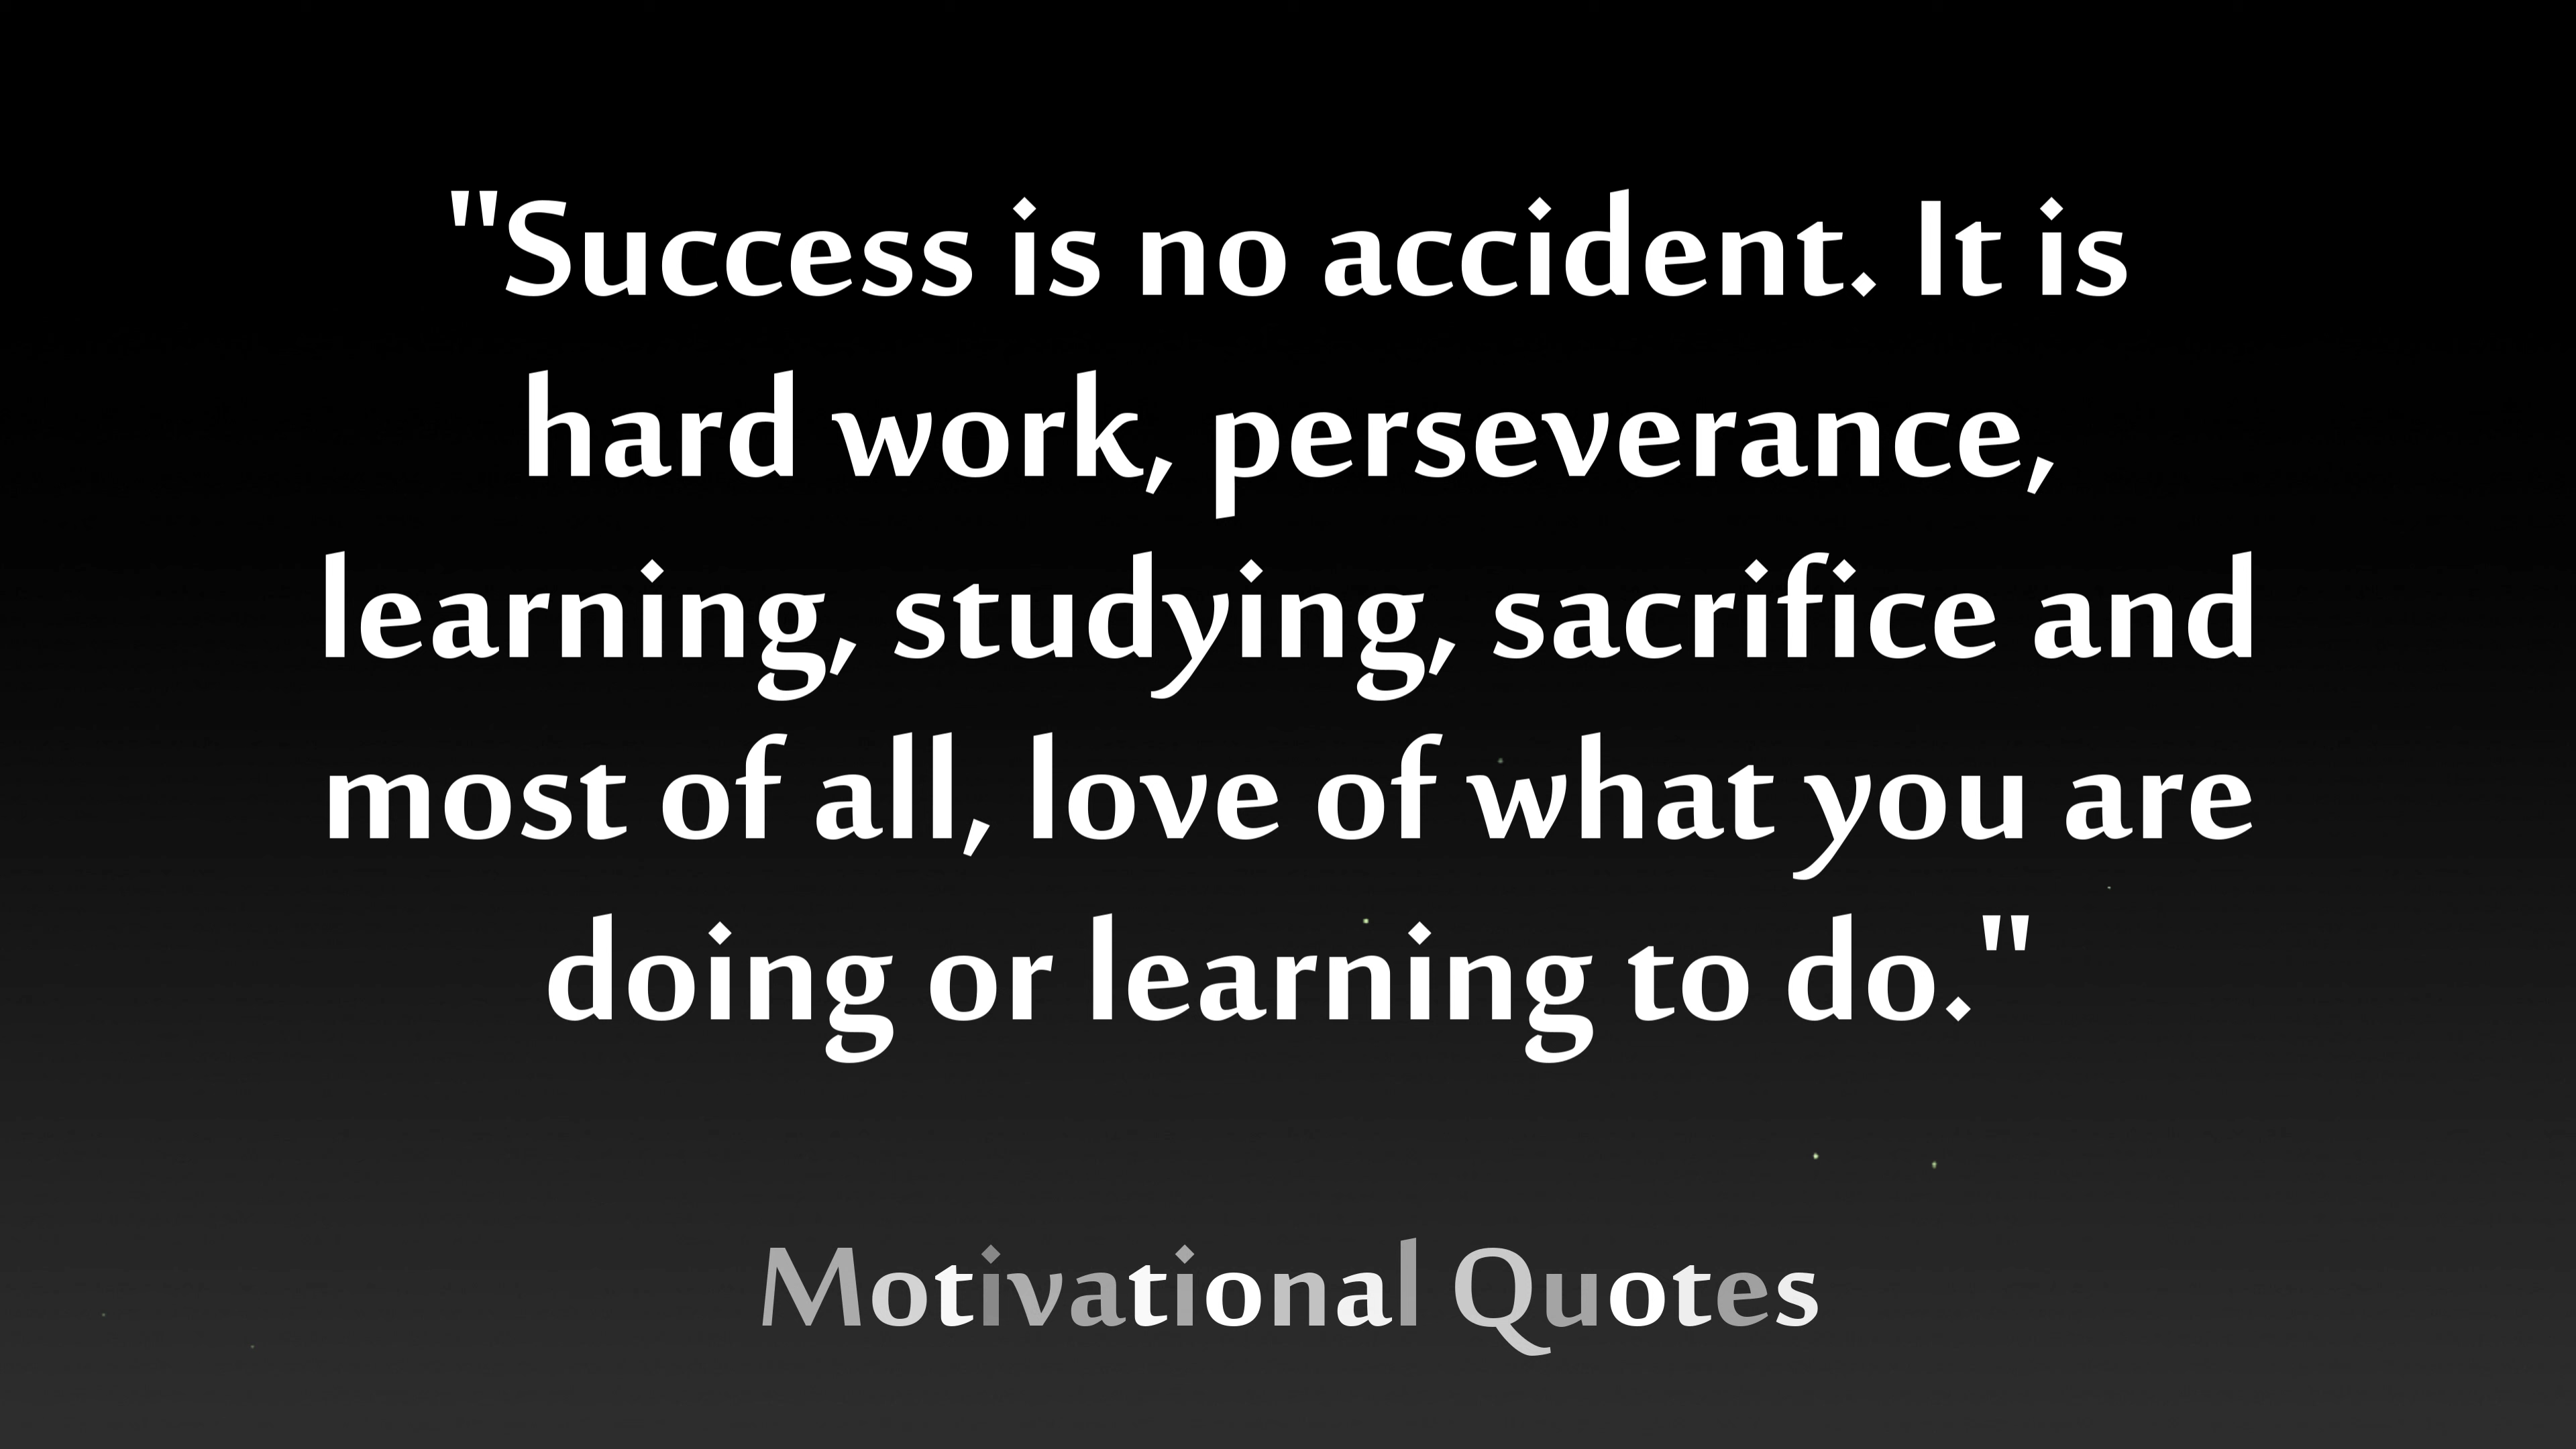 "Success is no accident. It is
hard work, perseverance,
learning, studying, sacrifice and
most of all, love of what you are
doing or learning to do."
Motivational Quotes